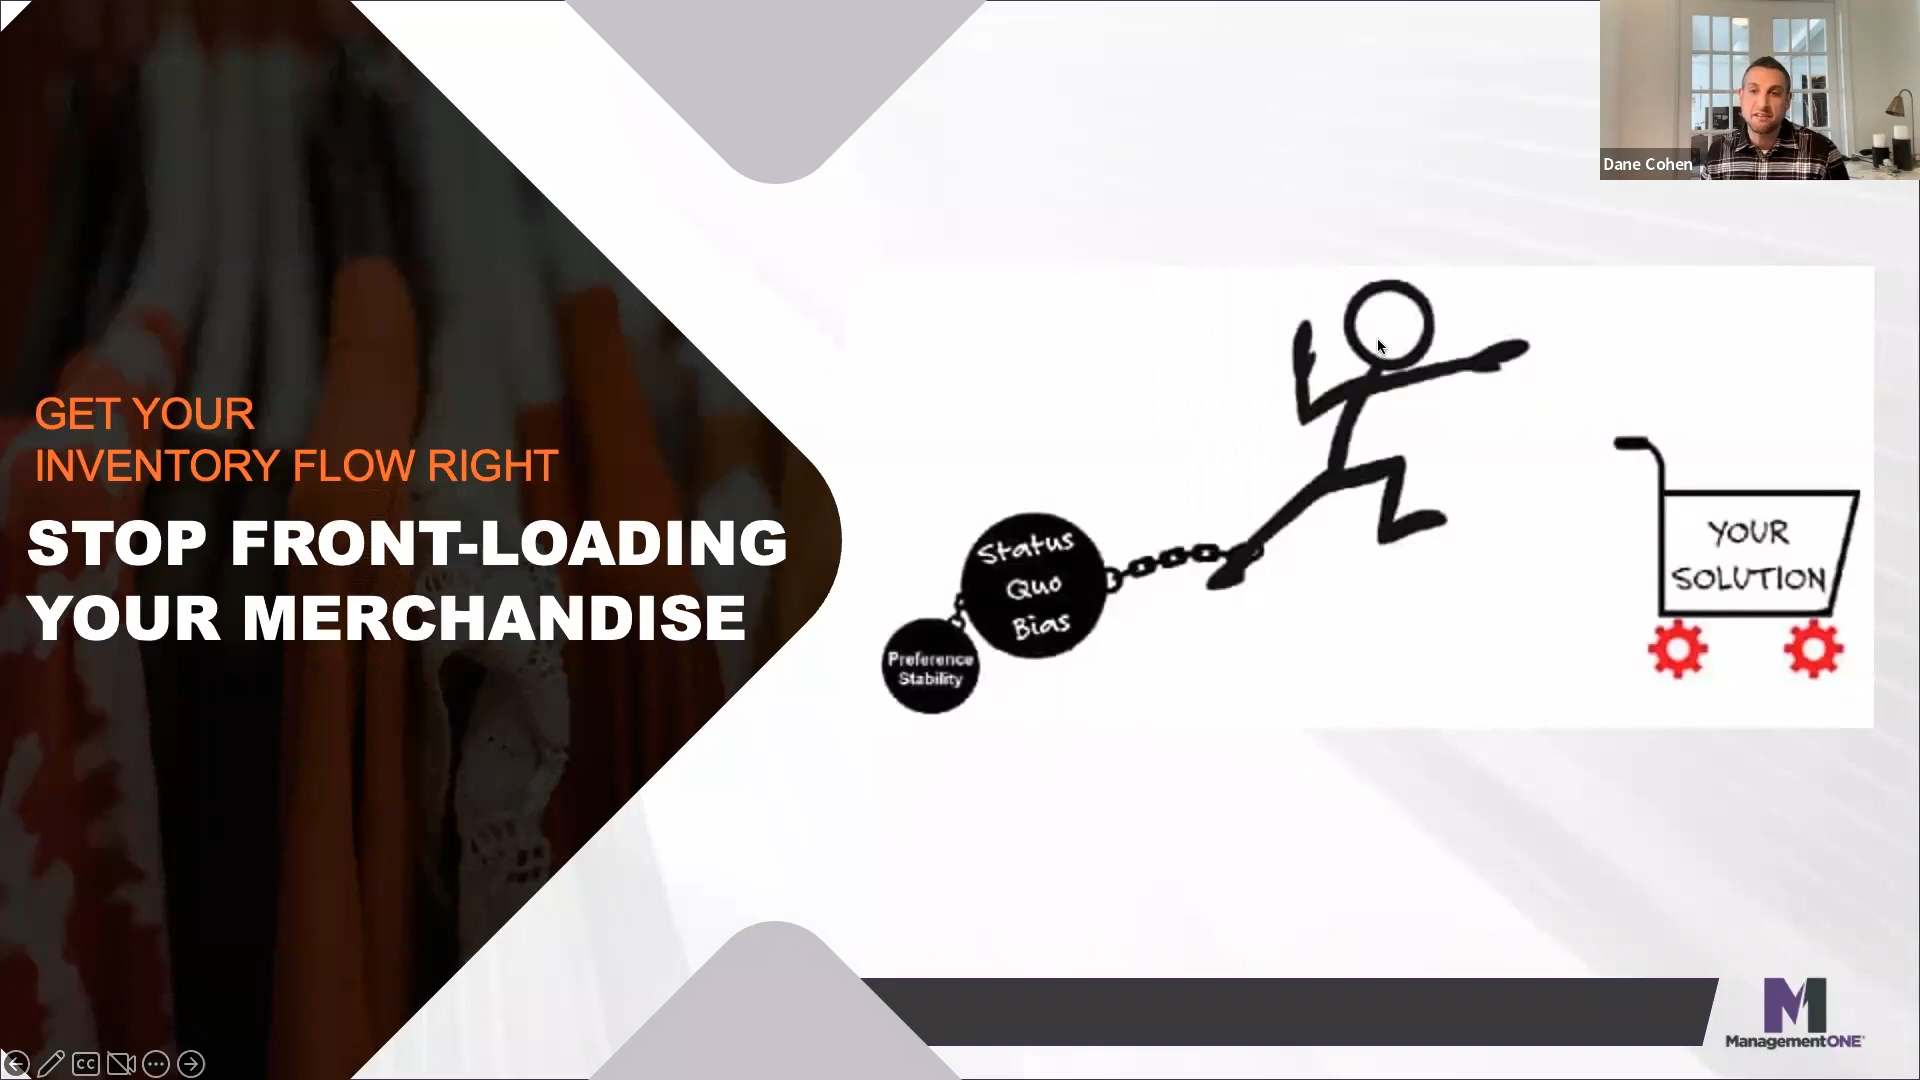 GET YOUR
INVENTORY FLOW RIGHT
STOP FRONT-LOADING
YOUR MERCHANDISE
Dane Cohen
Status
Quo
Bias
Preference
Stability
YOUR
SOLUTION
M
ManagementONE
CC